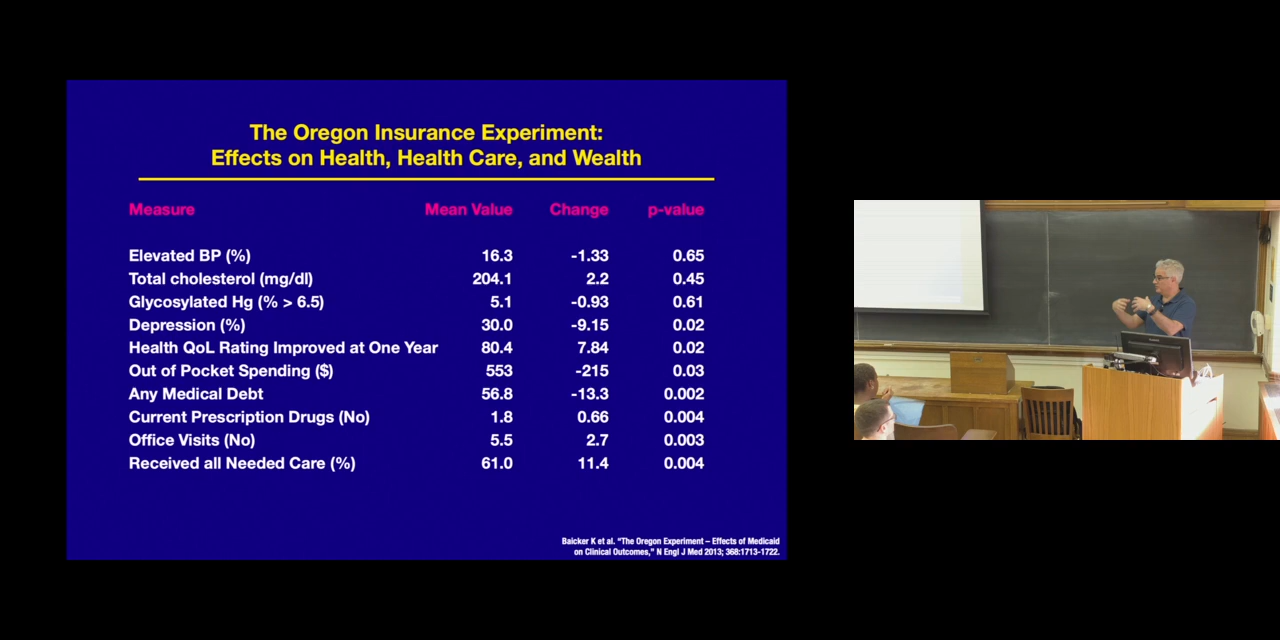 The Oregon Insurance Experiment:
Effects on Health, Health Care, and Wealth
Measure Mean Value Change p-value
Elevated BP (%) 16.3 -1.33 0.65
Total cholesterol (mg/dl) 204.1 2.2 0.45
Glycosylated Hg (% > 6.5) 5.1 -0.93 0.61
Depression (%) 30.0 -9.15 0.02
Health QoL Rating Improved at One Year 80.4 7.84 0.02
Out of Pocket Spending ($) 553 -215 0.03
Any Medical Debt 56.8 -13.3 0.002
Current Prescription Drugs (No) 1.8 0.66 0.004
Office Visits (No) 5.5 2.7 0.003
Received all Needed Care (%) 61.0 11.4 0.004
Baicker K et al. “The Oregon Experiment – Effects of Medicaid
on Clinical Outcomes,” N Engl J Med 2013; 368:1713-1722.